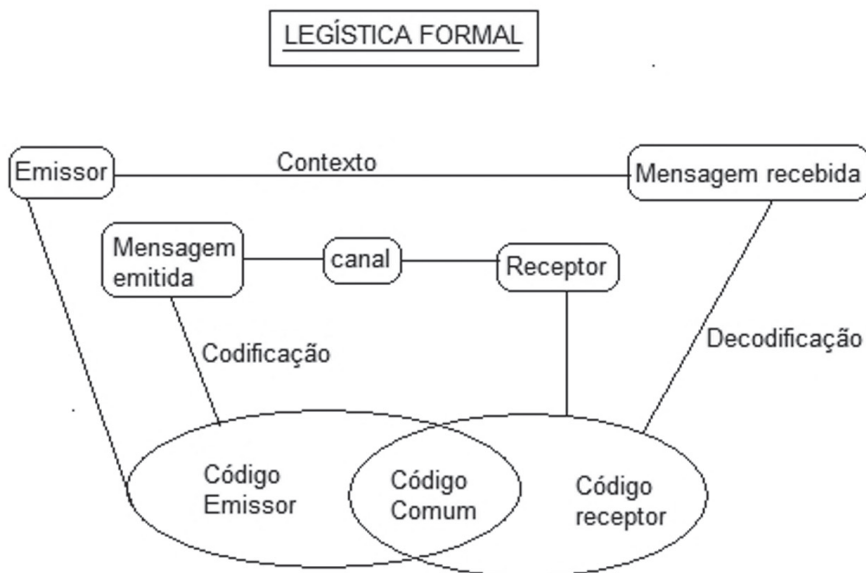 LEGÍSTICA FORMAL
Emissor
Contexto
Mensagem recebida
Mensagem
emitida
canal
Receptor
Codificação
Decodificação
Código
Emissor
Código
Comum
Código
receptor